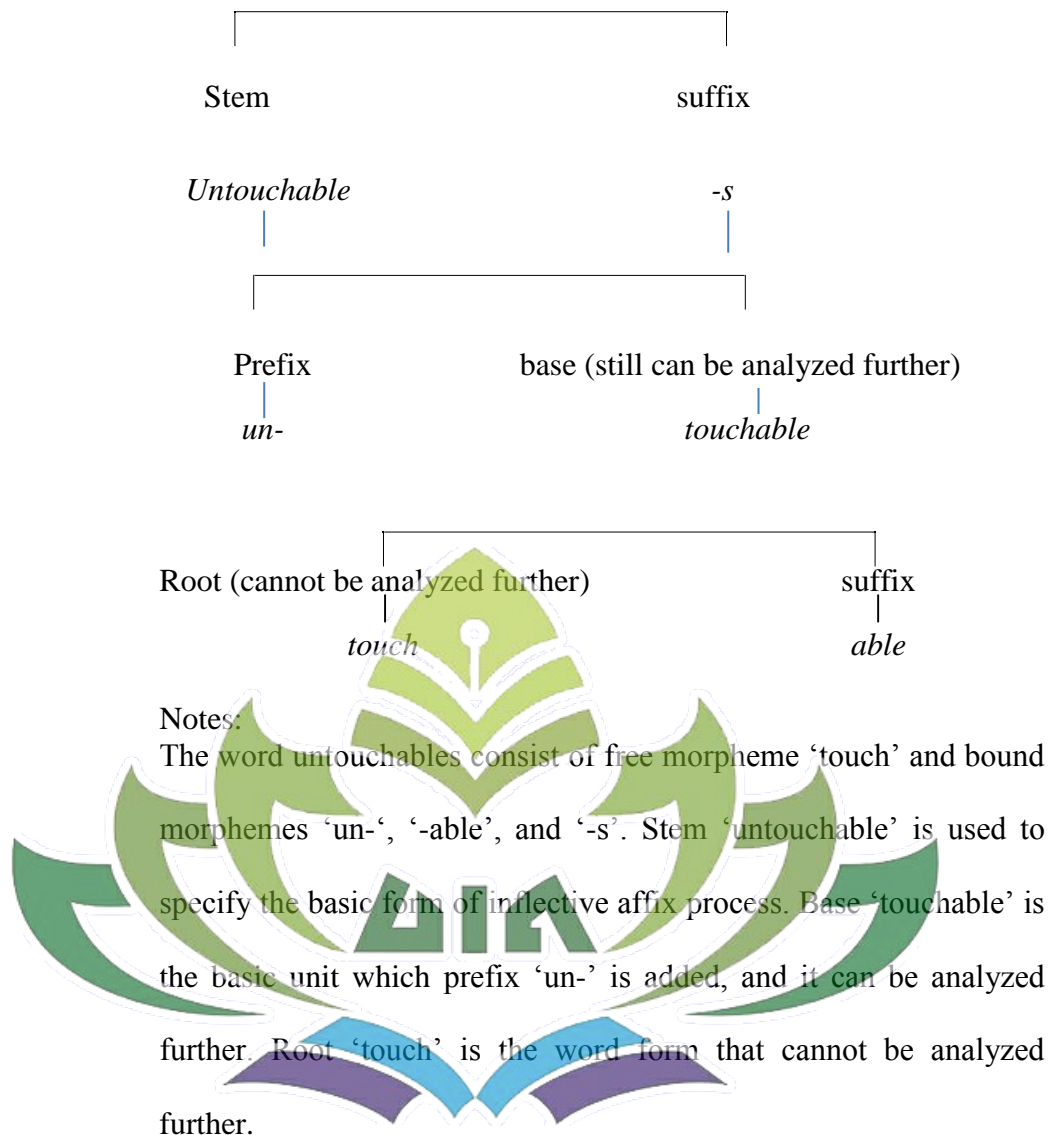 Stem suffix
Untouchable -s
Prefix base (still can be analyzed further)
un- touchable
Root (cannot be analyzed further) suffix
touch able
Notes:
The word untouchables consist of free morpheme ‘touch’ and bound
morphemes ‘un-‘, ‘-able’, and ‘-s’. Stem ‘untouchable’ is used to
specify the basic form of inflective affix process. Base ‘touchable’ is
the basic unit which prefix ‘un-’ is added, and it can be analyzed
further. Root ‘touch’ is the word form that cannot be analyzed
further.